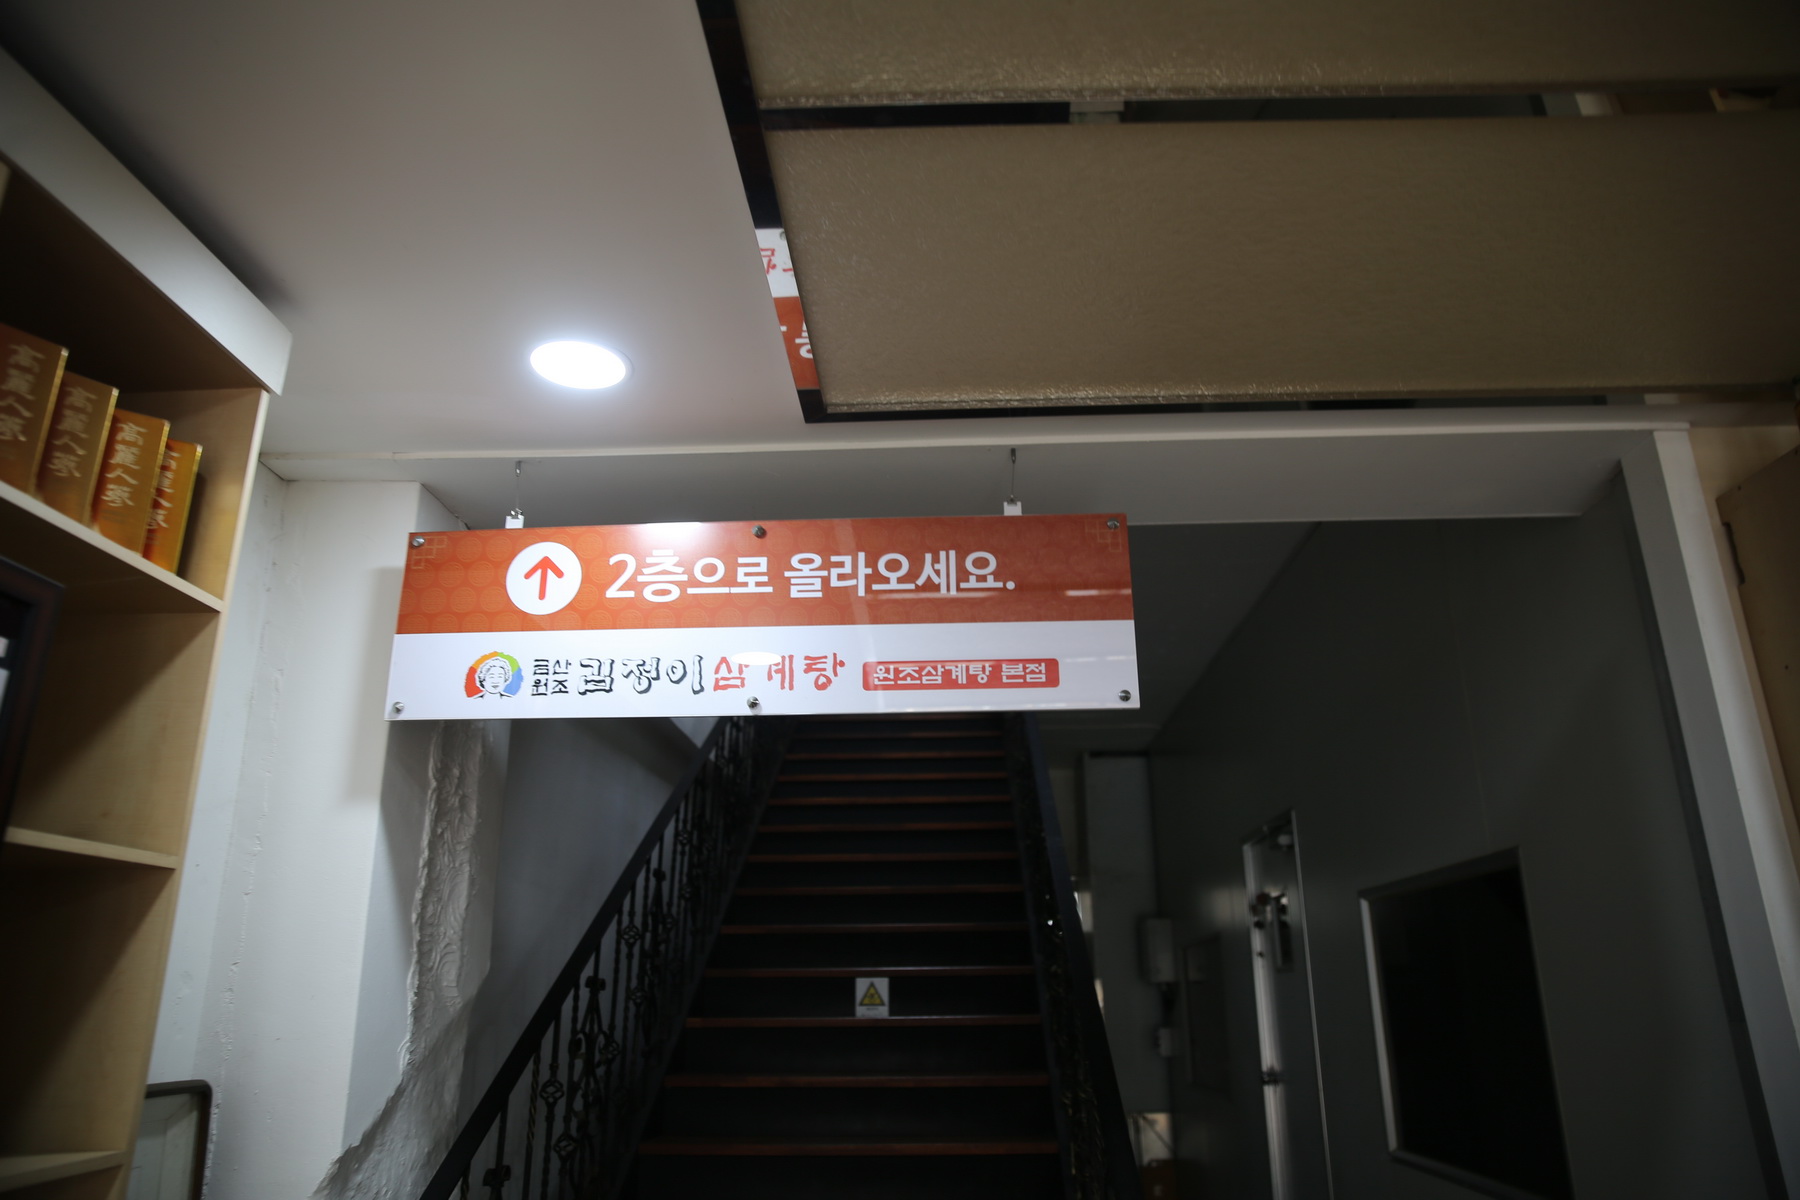 高麗人蔘
高麗人蔘
高麗人蔘
2층으로 올라오세요.
금산
원조
김정이삼계탕
원조삼계탕 본점